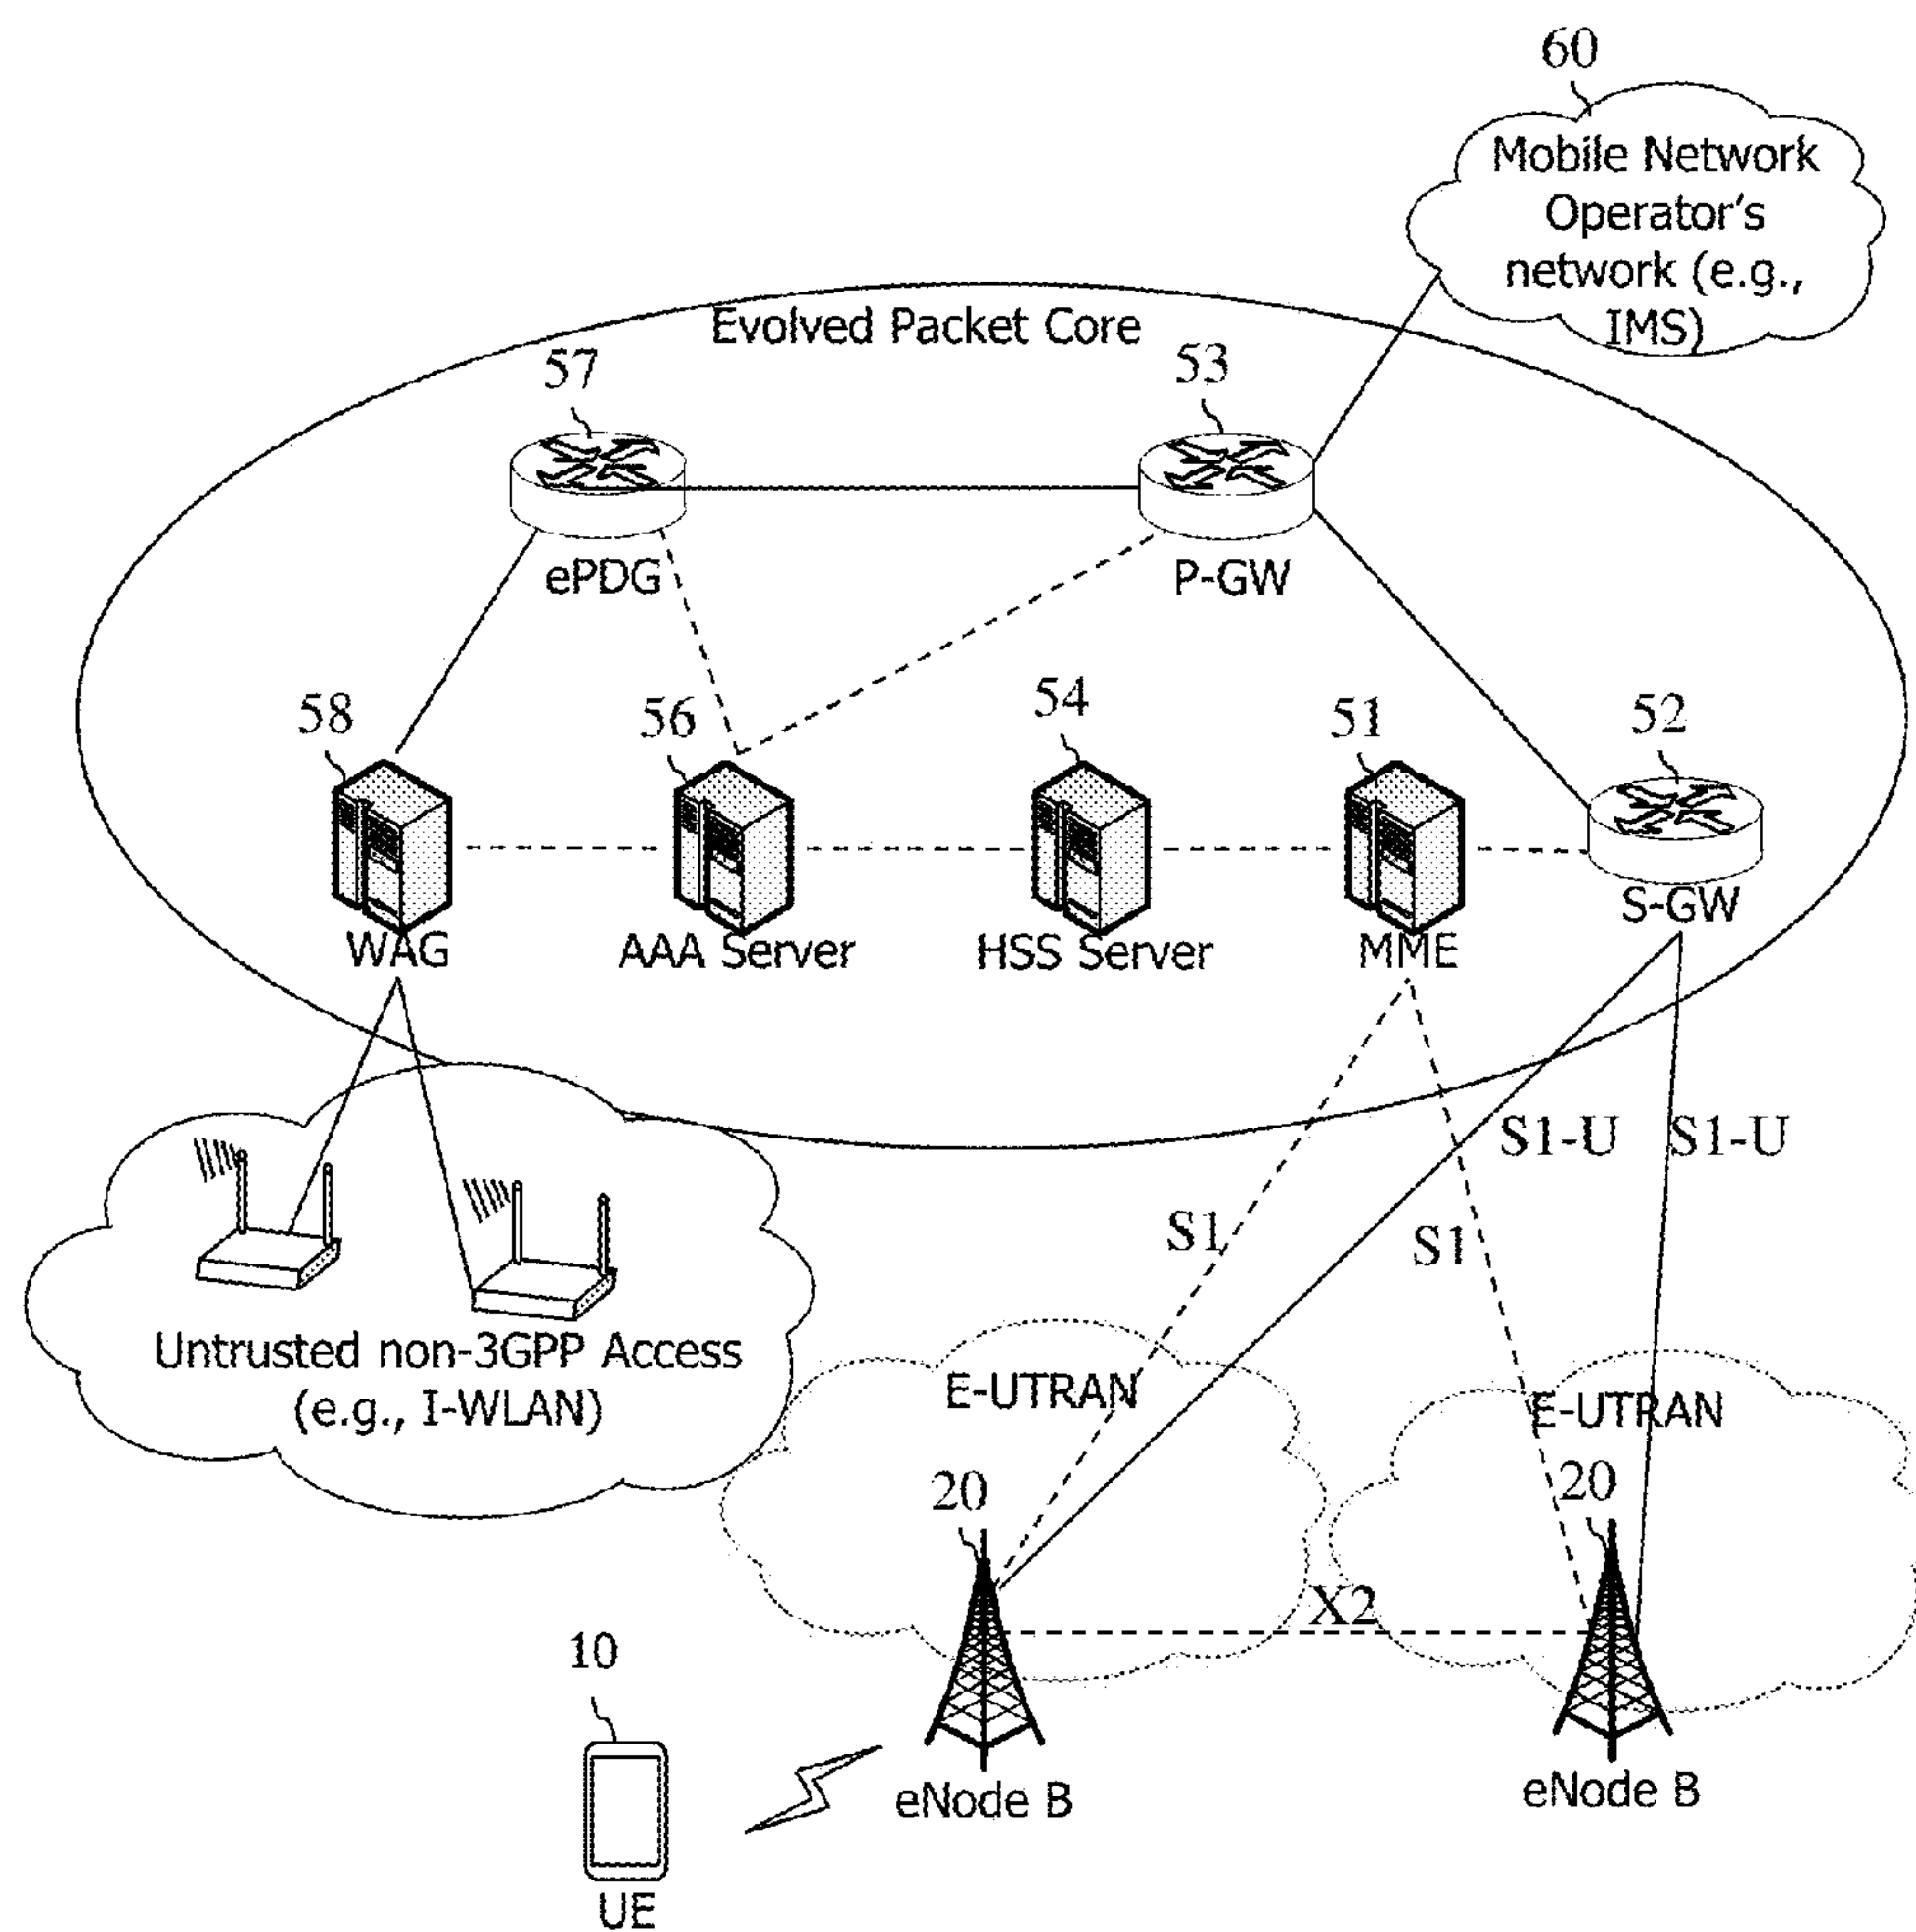 60
Mobile Network
Operator's
network (e.g.,
IMS)
Evolved Packet Core
57
53
ePDG
P-GW
58
56
54
51
52
WAG
AAA Server
HSS Server
MME
S-GW
S1-U
S1-U
S1
S1
Untrusted non-3GPP Access
(e.g., I-WLAN)
E-UTRAN
E-UTRAN
20
20
X2
10
eNode B
eNode B
UE